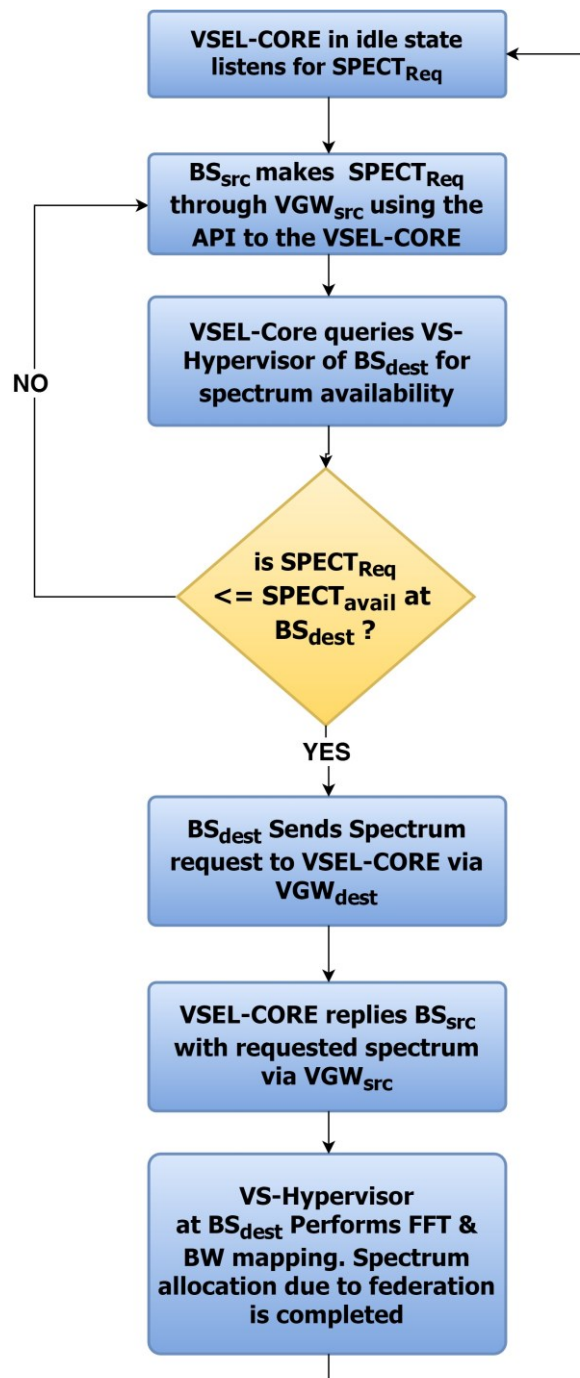 VSEL-CORE in idle state
listens for SPECT_Req
BS_src makes SPECT_Req
through VGW_src using the
API to the VSEL-CORE
VSEL-Core queries VS-
Hypervisor of BS_dest for
spectrum availability
NO
is SPECT_Req
<= SPECT_avail at
BS_dest ?
YES
BS_dest Sends Spectrum
request to VSEL-CORE via
VGW_dest
VSEL-CORE replies BS_src
with requested spectrum
via VGW_src
VS-Hypervisor
at BS_dest Performs FFT &
BW mapping. Spectrum
allocation due to federation
is completed